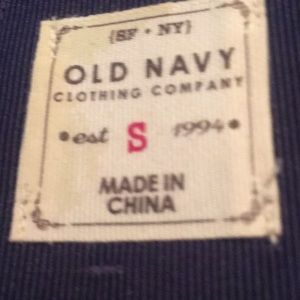 {SF • NY}
OLD NAVY
CLOTHING COMPANY
•est S 1994•
MADE IN
CHINA